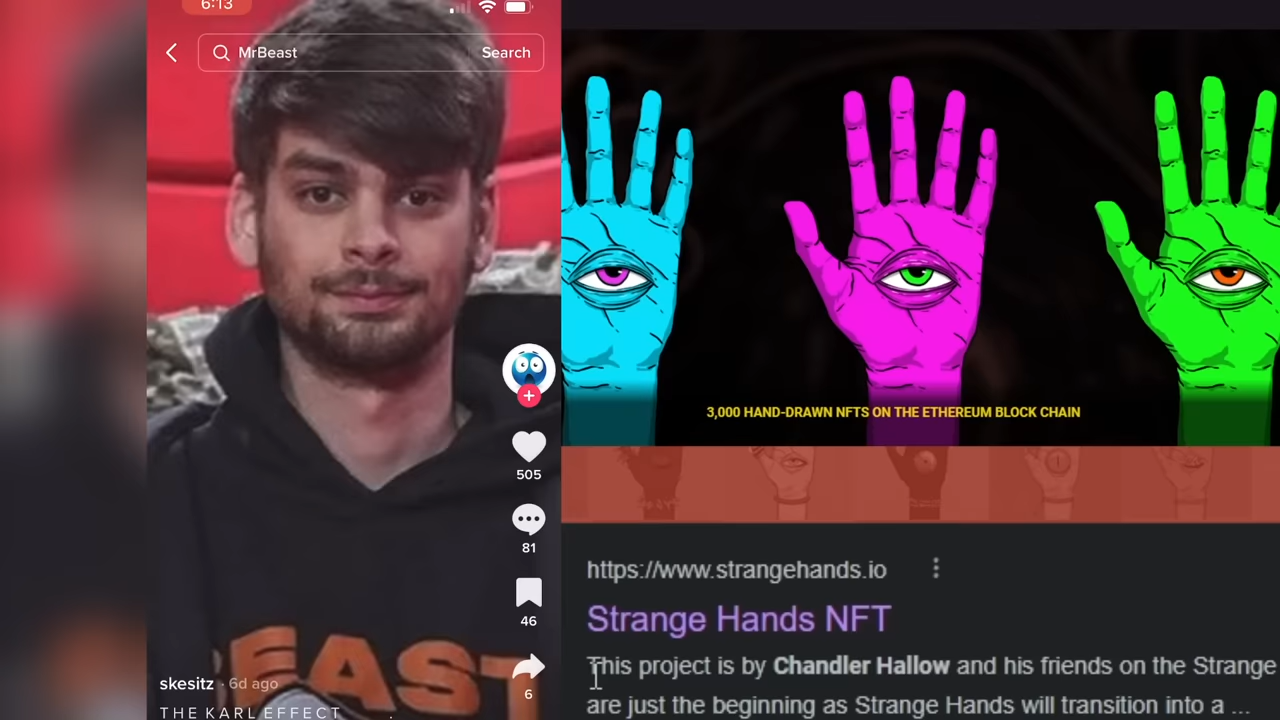 6:13
MrBeast
Search
505
81
46
6
EAST
skesitz · 6d ago
THE KARL EFFECT
3,000 HAND-DRAWN NFTS ON THE ETHEREUM BLOCK CHAIN
https://www.strangehands.io
Strange Hands NFT
This project is by Chandler Hallow and his friends on the Strange
are just the beginning as Strange Hands will transition into a ...